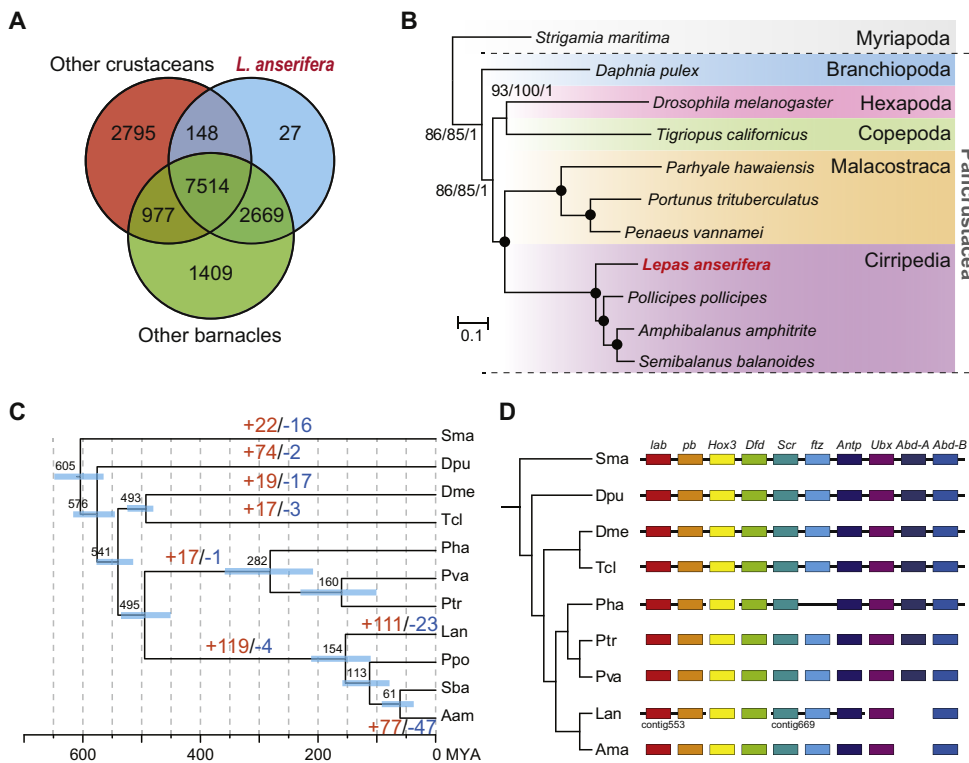 A
Other crustaceans
L. anserifera
2795
148
27
7514
977
2669
1409
Other barnacles
B
Strigamia maritima
Myriapoda
Daphnia pulex
Branchiopoda
93/100/1
Drosophila melanogaster
Hexapoda
86/85/1
Tigriopus californicus
Copepoda
86/85/1
Parhyale hawaiensis
Malacostraca
Portunus trituberculatus
Penaeus vannamei
Lepas anserifera
Cirripedia
Pollicipes pollicipes
Amphibalanus amphitrite
Semibalanus balanoides
0.1
Pancrustacea
C
+22/-16
Sma
+74/-2
605
Dpu
576
+19/-17
Dme
493
+17/-3
Tcl
541
+17/-1
Pha
282
Pva
160
Ptr
495
+111/-23
Lan
+119/-4
154
Ppo
113
Sba
61
Aam
+77/-47
600
400
200
0 MYA
D
lab pb Hox3 Dfd Scr ftz Antp Ubx Abd-A Abd-B
Sma
Dpu
Dme
Tcl
Pha
Ptr
Pva
Lan
contig553
contig669
Ama